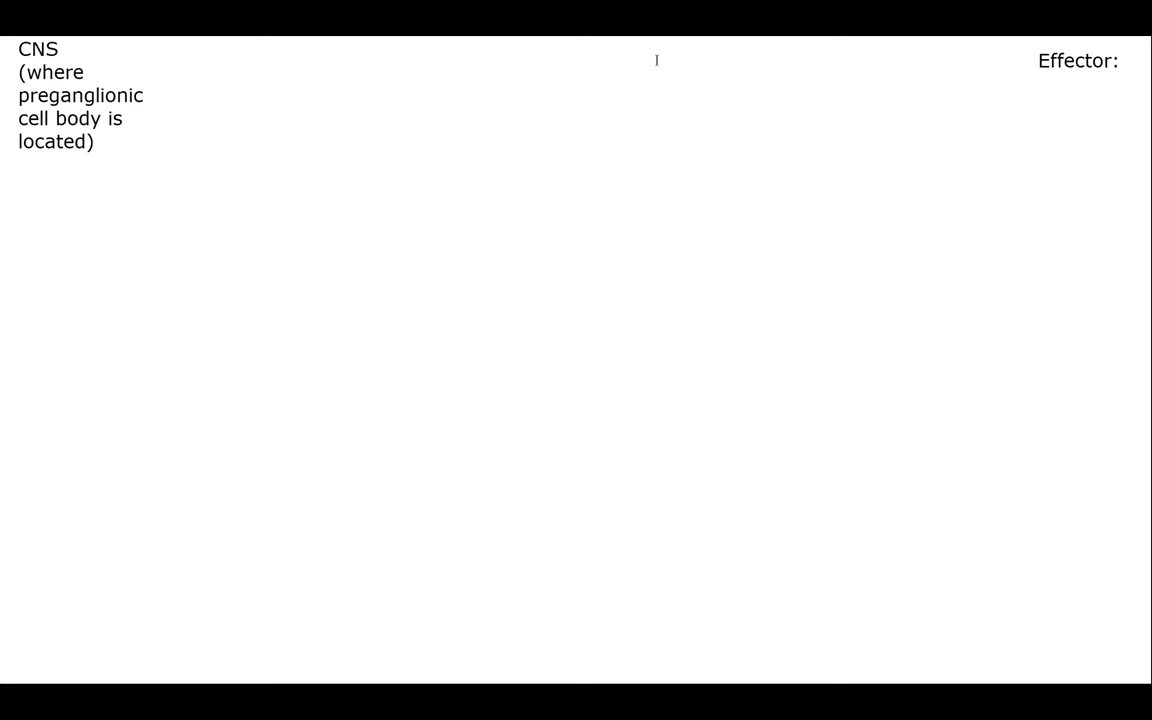 CNS
(where
preganglionic
cell body is
located)
Effector: